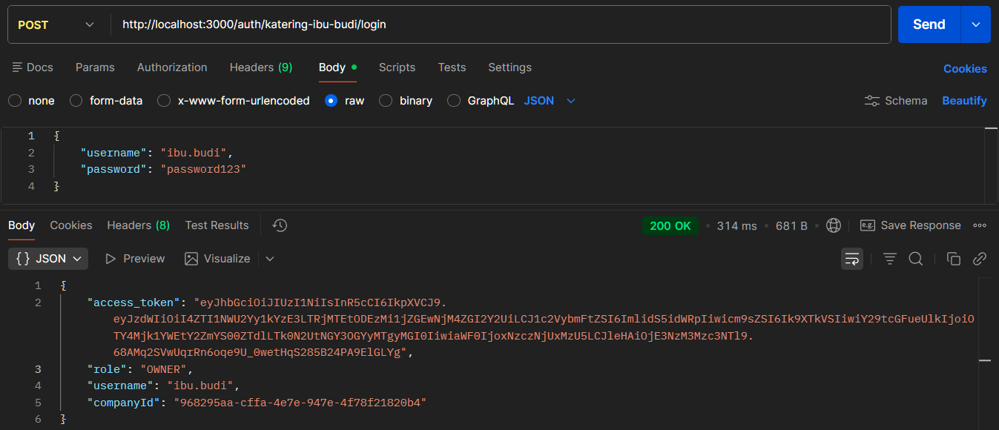 POST http://localhost:3000/auth/katering-ibu-budi/login Send
Docs Params Authorization Headers (9) Body Scripts Tests Settings Cookies
none form-data x-www-form-urlencoded raw binary GraphQL JSON Schema Beautify
1 {
2 "username": "ibu.budi",
3 "password": "password123"
4 }
Body Cookies Headers (8) Test Results 200 OK • 314 ms • 681 B • e.g. Save Response
{} JSON Preview Visualize
1 {
2 "access_token": "eyJhbGciOiJIUzI1NiIsInR5cCI6IkpXVCJ9.
eyJzdWIiOiI4ZTI1NWU2Yy1kYzE3LTRjMTEtODEzMi1jZGEwNjM4ZGI2Y2UiLCJ1c2VybmFtZSI6ImlidS5idWRpIiwicm9sZSI6Ik9XTkVSIiwiY29tcGFueUlkIjoiO
TY4Mjk1YWEtY2ZmYS00ZTdlLTk0N2UtNGY3OGYyMTgyMGI0IiwiaWF0IjoxNzczNjUxMzU5LCJleHAiOjE3NzM3Mzc3NTl9.
68AMq2SVwUqrRn6oqe9U_0wetHqS285B24PA9ElGLYg",
3 "role": "OWNER",
4 "username": "ibu.budi",
5 "companyId": "968295aa-cffa-4e7e-947e-4f78f21820b4"
6 }